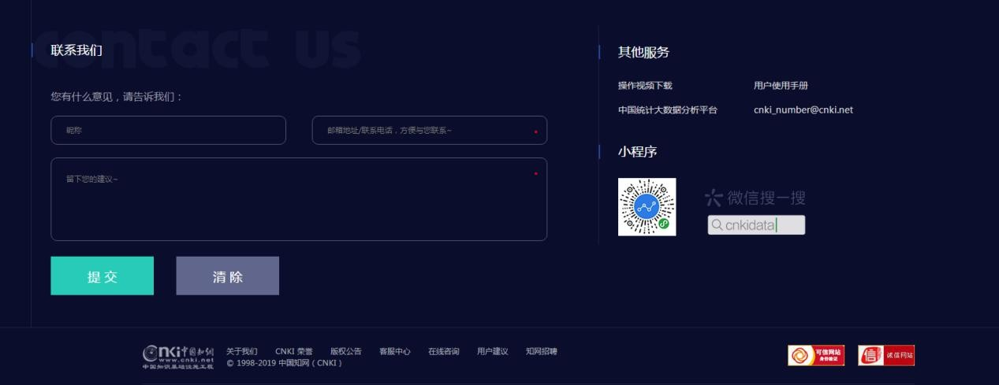 contact us
联系我们
您有什么意见，请告诉我们：
昵称
邮箱地址/联系电话，方便与您联系~
留下您的建议~
提交
清除
其他服务
操作视频下载 用户使用手册
中国统计大数据分析平台 cnki_number@cnki.net
小程序
微信搜一搜
cnkidata
cnki中国知网
www.cnki.net
中国知识基础设施工程
关于我们 CNKI 荣誉 版权公告 客服中心 在线咨询 用户建议 知网招聘
© 1998-2019 中国知网（CNKI）
可信网站
身份验证
信 诚信网站